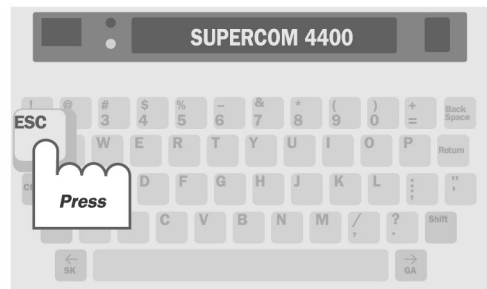 SUPERCOM 4400
! @ # $ % – & * ( ) + Back Space
3 4 5 6 7 8 9 0 =
ESC
W E R T Y U I O P Return
D F G H J K L ; : " '
Press
C V B N M / , ? . Shift
← SK → GA